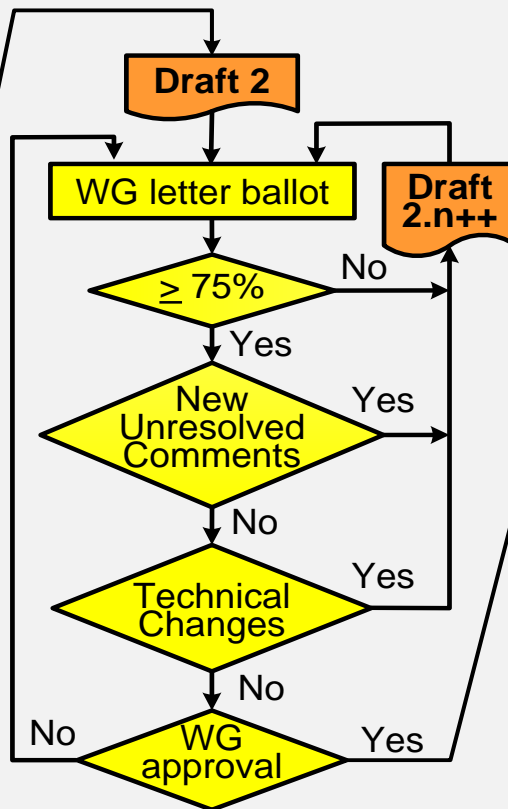 Draft 2
WG letter ballot
Draft
2.n++
≥ 75%
No
Yes
New
Unresolved
Comments
Yes
No
Technical
Changes
Yes
No
No
WG
approval
Yes